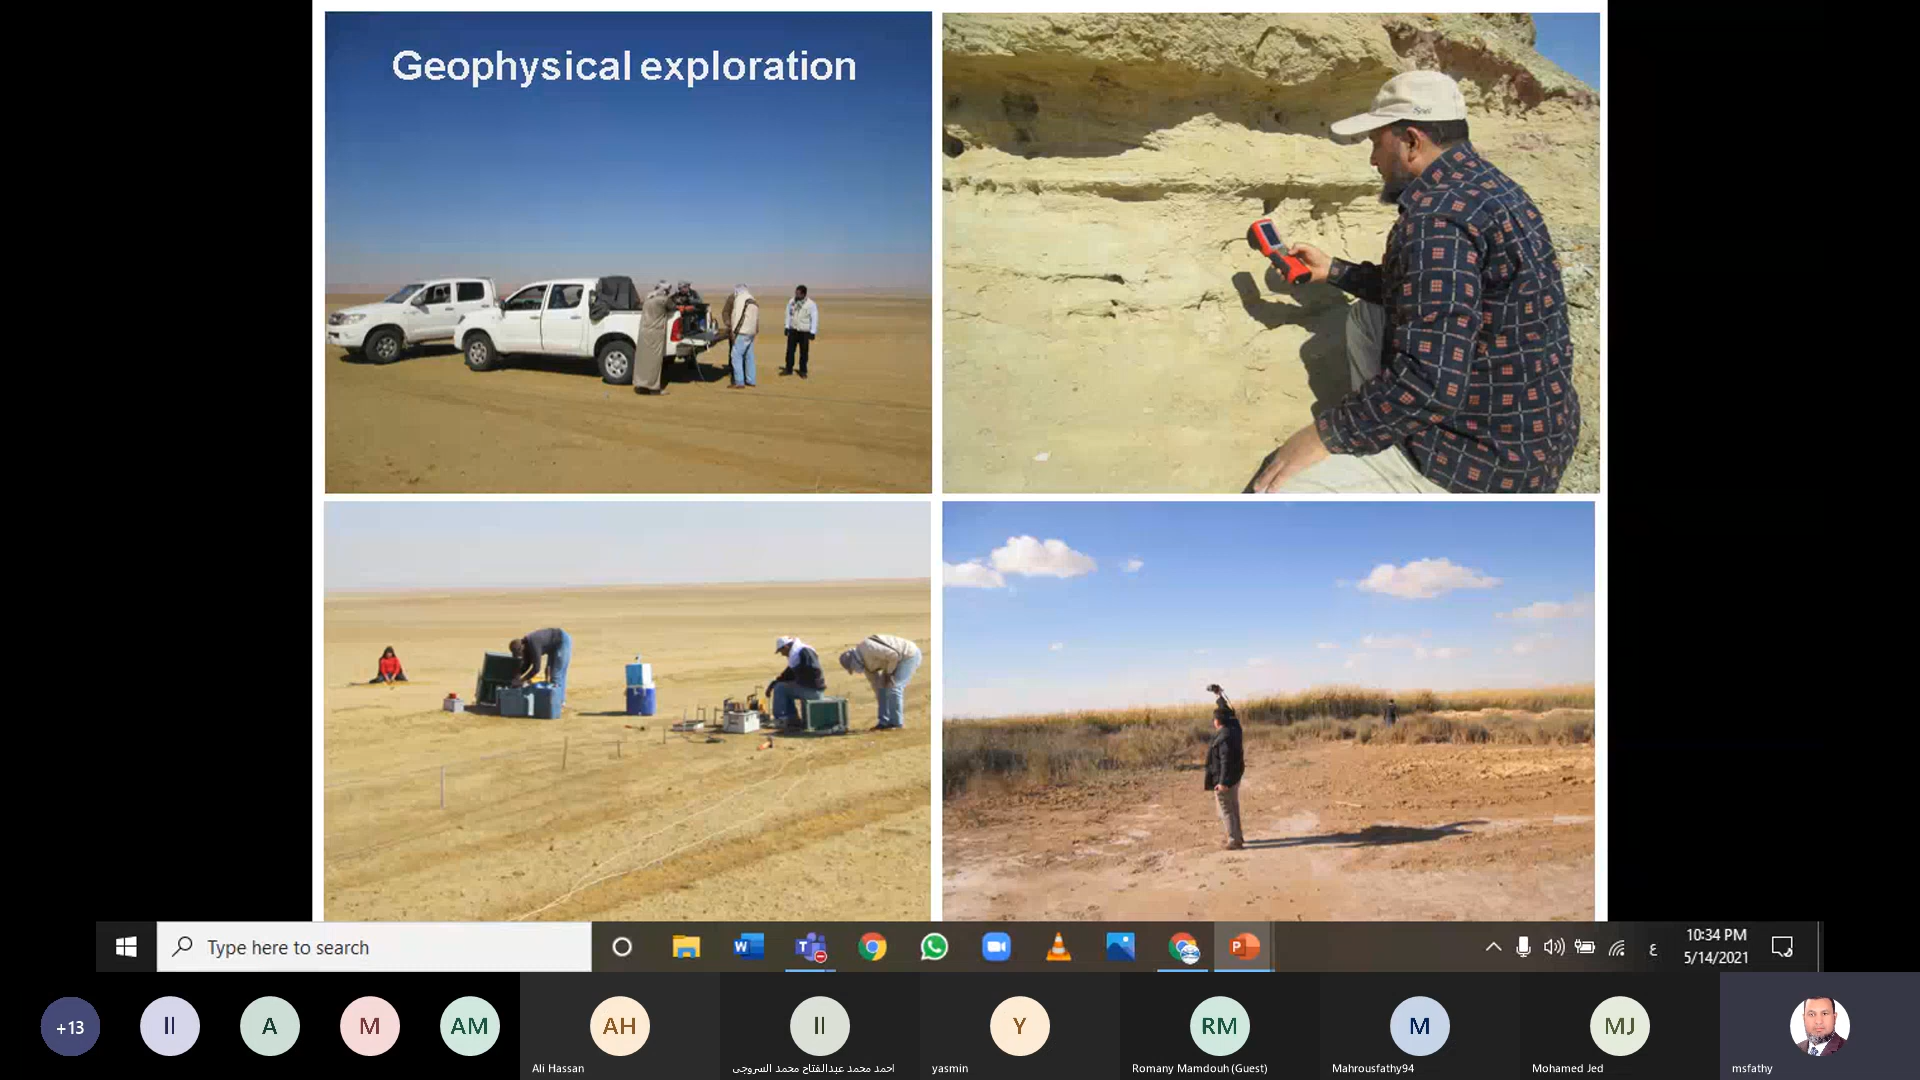 Geophysical exploration
Type here to search
ع
10:34 PM
5/14/2021
+13
II
A
M
AM
AH
II
Y
RM
M
MJ
Ali Hassan
احمد محمد عبدالفتاح محمد السروجى
yasmin
Romany Mamdouh (Guest)
Mahrousfathy94
Mohamed Jed
msfathy